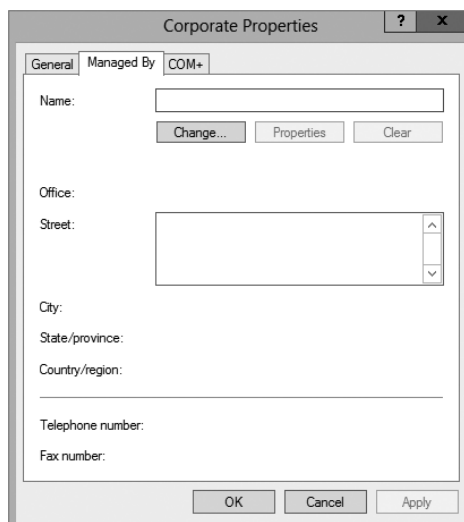 Corporate Properties ? x
General Managed By COM+
Name:
Change... Properties Clear
Office:
Street:
City:
State/province:
Country/region:
Telephone number:
Fax number:
OK Cancel Apply